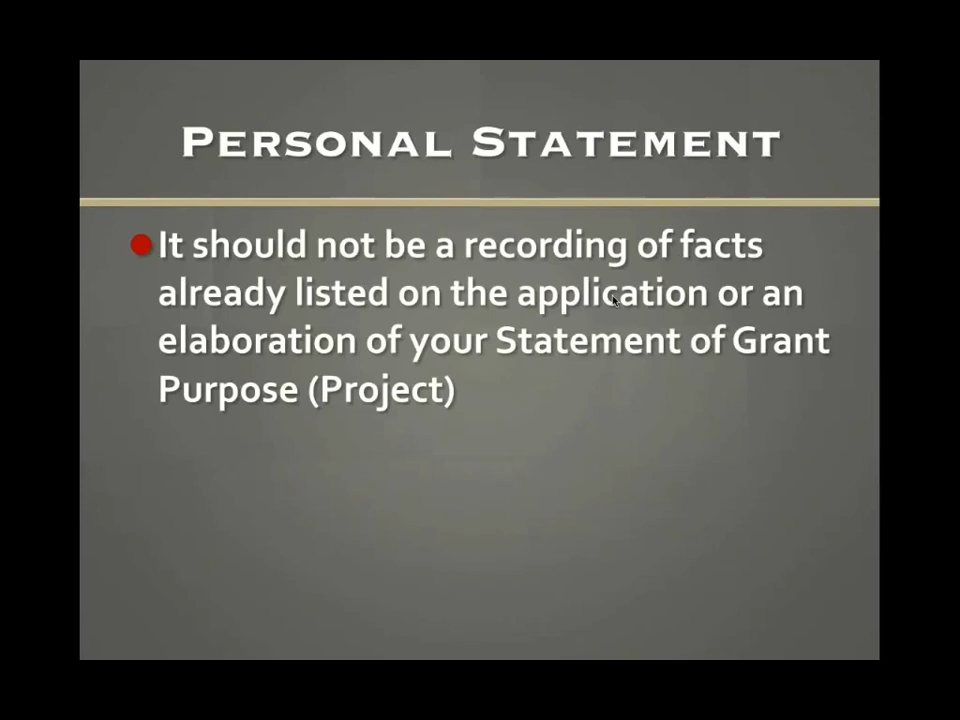 PERSONAL STATEMENT
It should not be a recording of facts
already listed on the application or an
elaboration of your Statement of Grant
Purpose (Project)